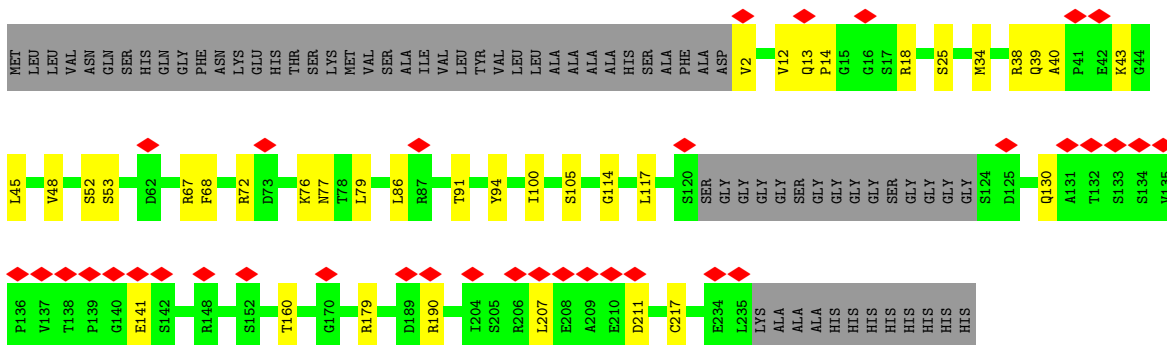 MET LEU LEU VAL ASN GLN SER HIS GLN GLY PHE ASN LYS GLU HIS THR SER LYS MET VAL SER ALA ILE VAL LEU TYR VAL LEU LEU ALA ALA ALA ALA HIS SER ALA PHE ALA ASP V2 V12 Q13 P14 G15 G16 S17 R18 S25 M34 R38 Q39 A40 P41 E42 K43 G44
L45 V48 S52 S53 D62 R67 F68 R72 D73 K76 N77 T78 L79 L86 R87 T91 Y94 I100 S105 G114 L117 S120 SER GLY GLY GLY GLY SER GLY GLY GLY GLY SER GLY GLY GLY GLY S124 D125 Q130 A131 T132 S133 S134 V135
P136 V137 T138 P139 G140 E141 S142 R148 S152 T160 G170 R179 D189 R190 I204 S205 R206 L207 E208 A209 E210 D211 C217 E234 L235 LYS ALA ALA ALA HIS HIS HIS HIS HIS HIS HIS HIS